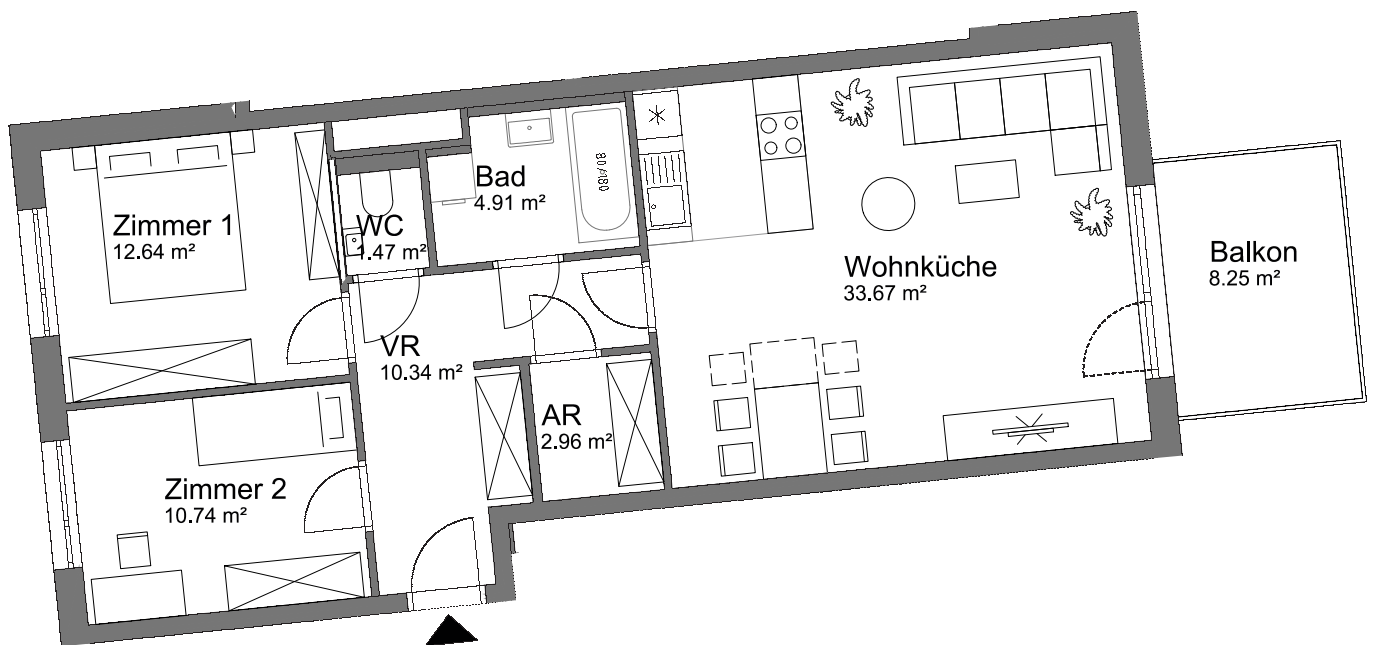 Zimmer 1
12.64 m²
WC
1.47 m²
Bad
4.91 m²
80/180
Wohnküche
33.67 m²
Balkon
8.25 m²
VR
10.34 m²
AR
2.96 m²
Zimmer 2
10.74 m²